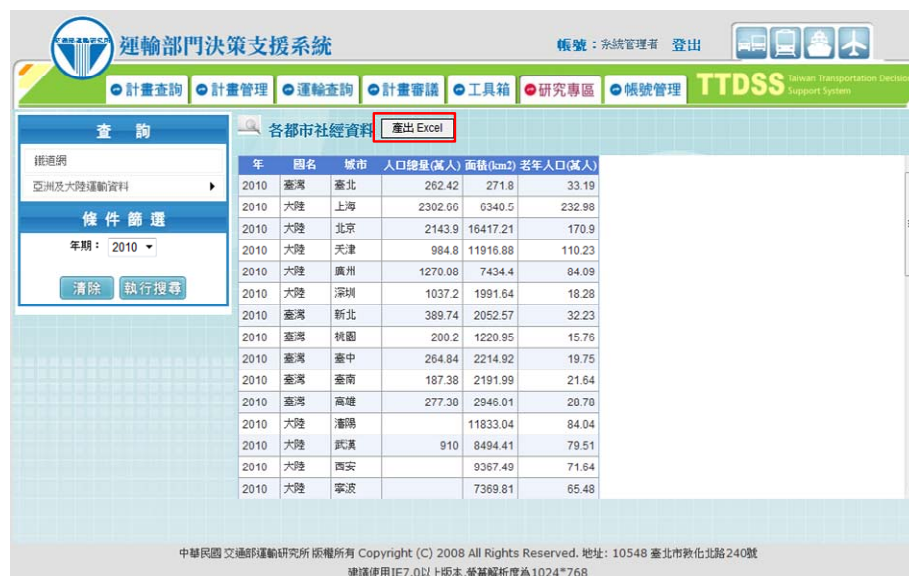 運輸部門決策支援系統
帳號：系統管理者 登出
計畫查詢 計畫管理 運輸查詢 計畫審議 工具箱 研究專區 帳號管理 TTDSS Taiwan Transportation Decision
Support System
查 詢
鐵道網
亞洲及大陸運輸資料
條件篩選
年期： 2010
清除 執行搜尋
各都市社經資料 產出 Excel
年 國名 城市 人口總量(萬人) 面積(km2) 老年人口(萬人)
2010 臺灣 臺北 262.42 271.8 33.19
2010 大陸 上海 2302.66 6340.5 232.98
2010 大陸 北京 2143.9 16417.21 170.9
2010 大陸 天津 984.8 11916.88 110.23
2010 大陸 廣州 1270.08 7434.4 84.09
2010 大陸 深圳 1037.2 1991.64 18.28
2010 臺灣 新北 389.74 2052.57 32.23
2010 臺灣 桃園 200.2 1220.95 15.76
2010 臺灣 臺中 264.84 2214.92 19.75
2010 臺灣 臺南 187.38 2191.99 21.64
2010 臺灣 高雄 277.38 2946.01 28.78
2010 大陸 瀋陽 11833.04 84.04
2010 大陸 武漢 910 8494.41 79.51
2010 大陸 西安 9367.49 71.64
2010 大陸 寧波 7369.81 65.48
中華民國 交通部運輸研究所 版權所有 Copyright (C) 2008 All Rights Reserved. 地址: 10548 臺北市敦化北路240號
建議使用IE7.0以上版本,螢幕解析度為1024*768